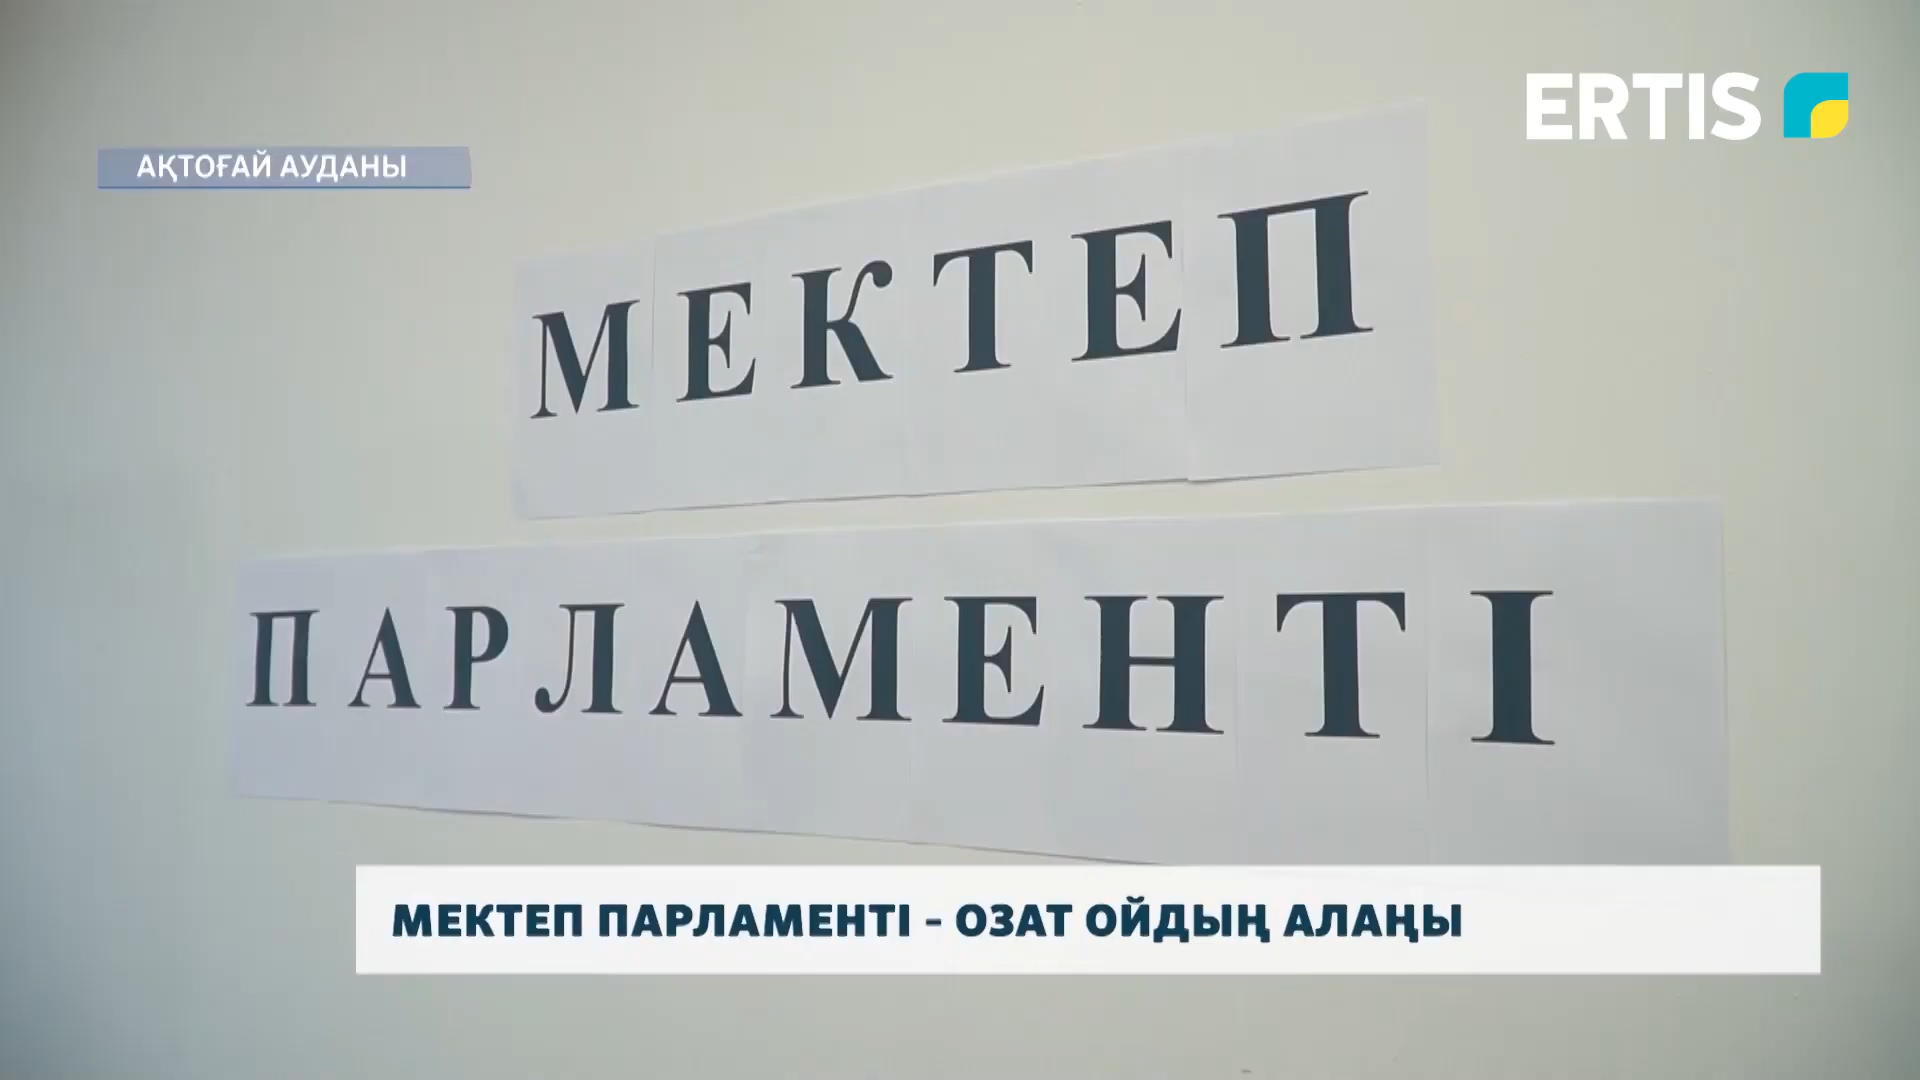 ERTIS
АҚТОҒАЙ АУДАНЫ
МЕКТЕП
ПАРЛАМЕНТІ
МЕКТЕП ПАРЛАМЕНТІ - ОЗАТ ОЙДЫҢ АЛАҢЫ